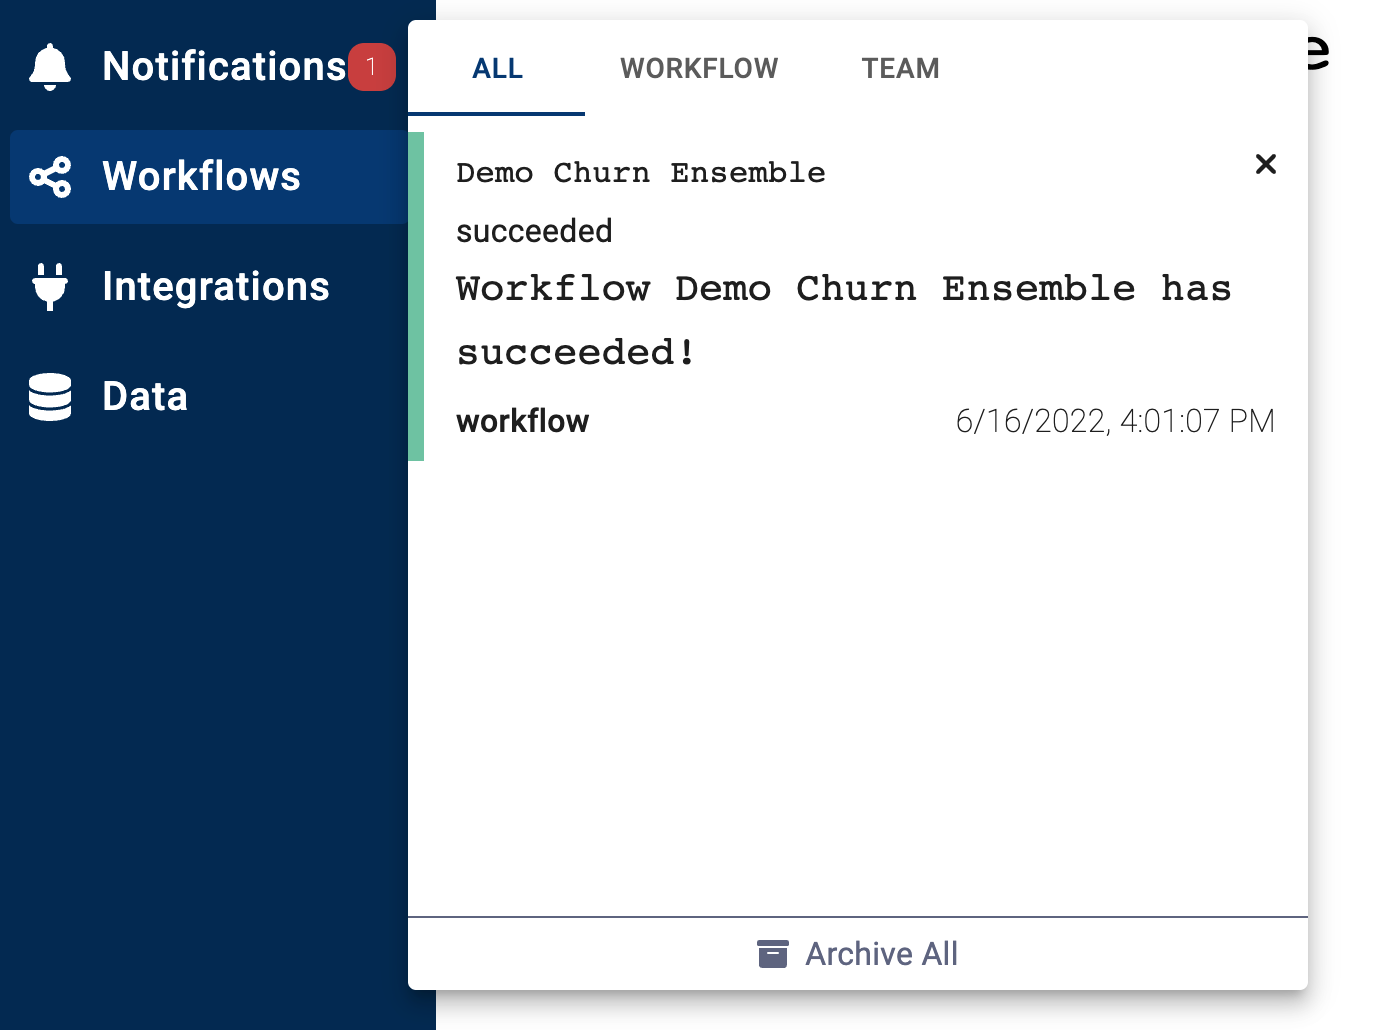 Notifications 1
Workflows
Integrations
Data
ALL WORKFLOW TEAM
Demo Churn Ensemble
succeeded
Workflow Demo Churn Ensemble has
succeeded!
workflow 6/16/2022, 4:01:07 PM
Archive All
e